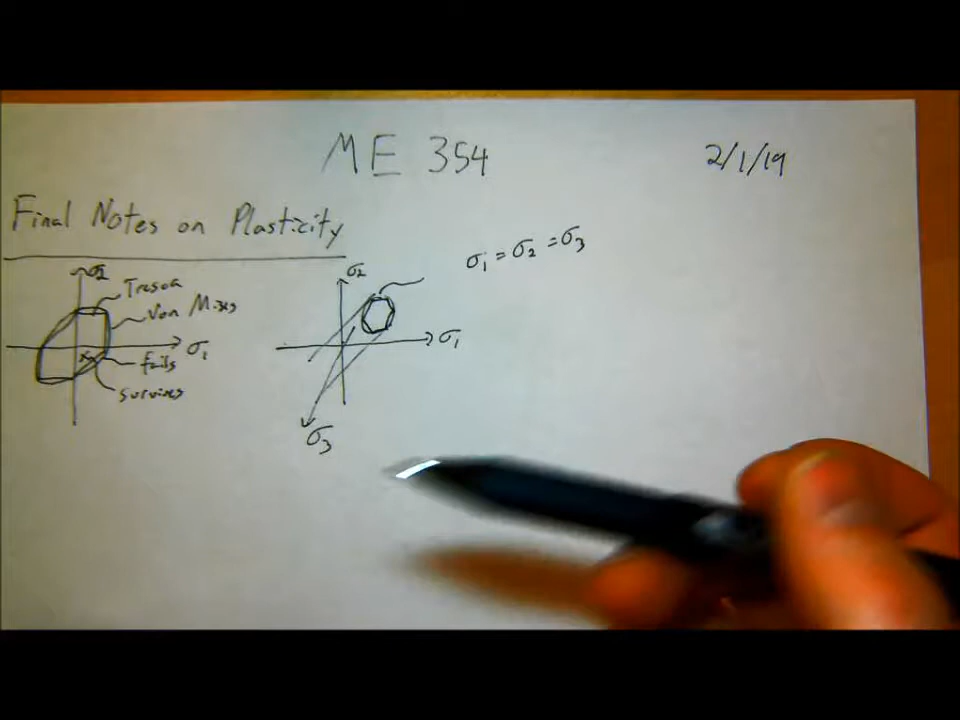 ME 354
2/1/19
Final Notes on Plasticity
σ2
Tresca
Von Mises
σ1
fails
survives
σ2
σ1
σ3
σ1 = σ2 = σ3